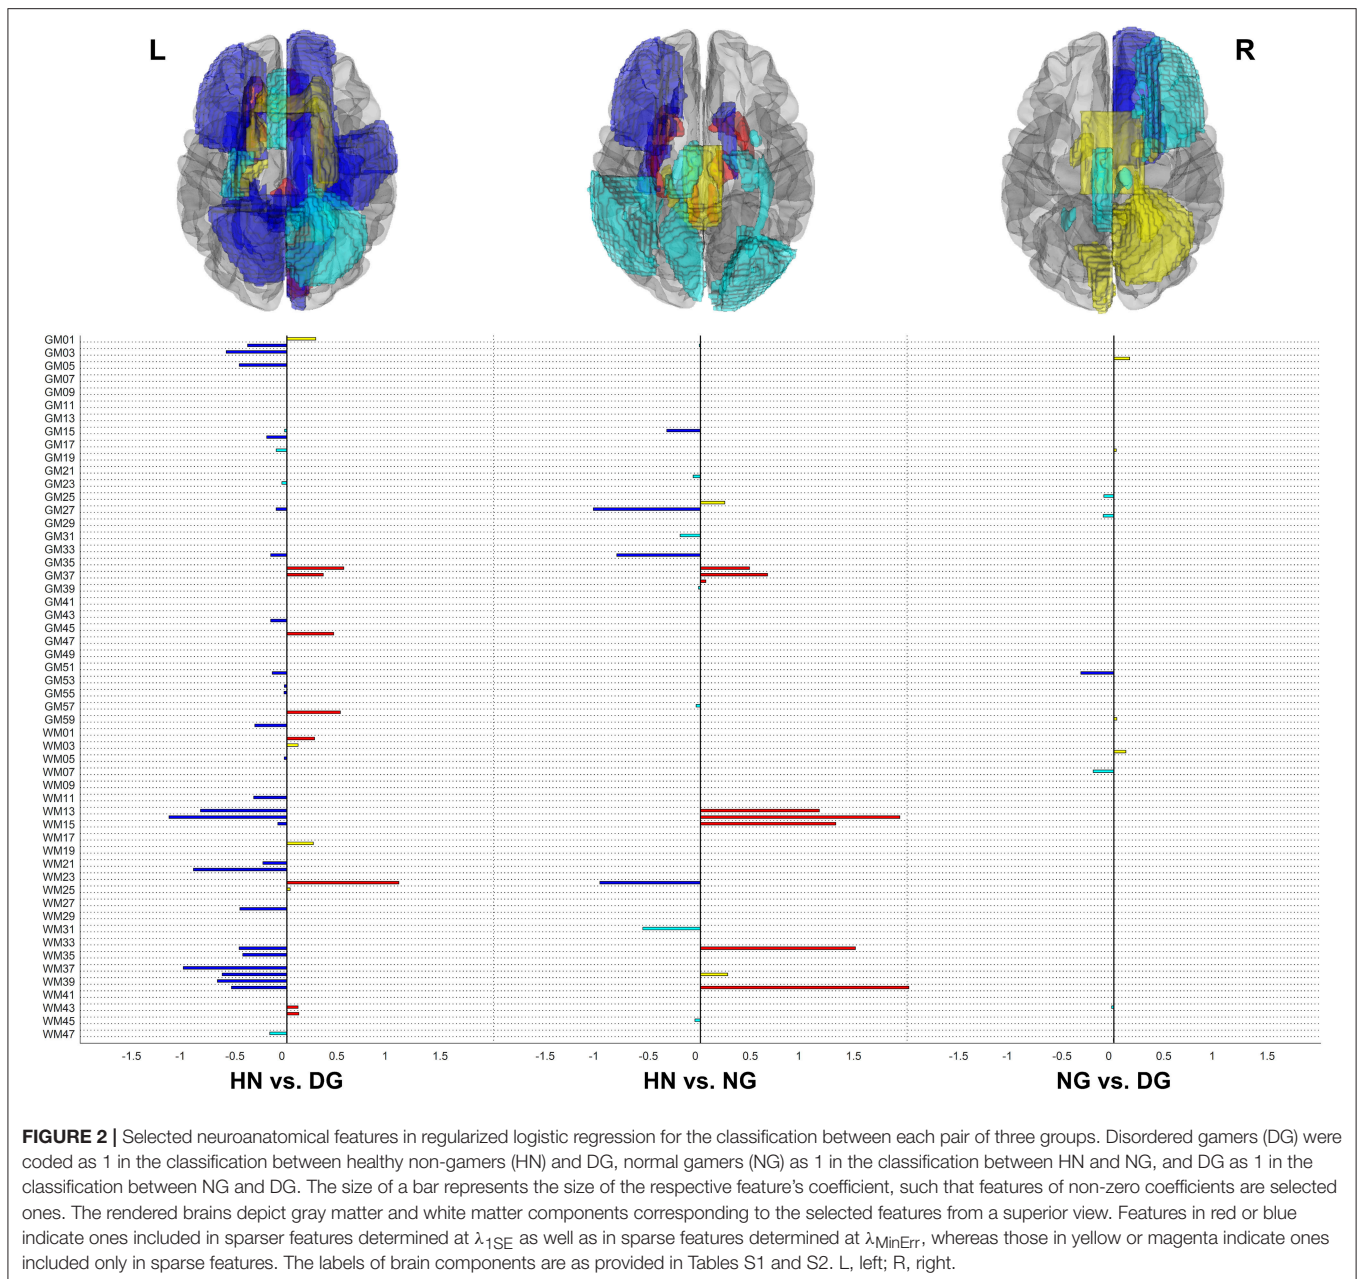 L
R
GM01
GM03
GM05
GM07
GM09
GM11
GM13
GM15
GM17
GM19
GM21
GM23
GM25
GM27
GM29
GM31
GM33
GM35
GM37
GM39
GM41
GM43
GM45
GM47
GM49
GM51
GM53
GM55
GM57
GM59
WM01
WM03
WM05
WM07
WM09
WM11
WM13
WM15
WM17
WM19
WM21
WM23
WM25
WM27
WM29
WM31
WM33
WM35
WM37
WM39
WM41
WM43
WM45
WM47
-1.5 -1 -0.5 0 0.5 1 1.5 -1.5 -1 -0.5 0 0.5 1 1.5 -1.5 -1 -0.5 0 0.5 1 1.5
HN vs. DG HN vs. NG NG vs. DG
FIGURE 2 | Selected neuroanatomical features in regularized logistic regression for the classification between each pair of three groups. Disordered gamers (DG) were
coded as 1 in the classification between healthy non-gamers (HN) and DG, normal gamers (NG) as 1 in the classification between HN and NG, and DG as 1 in the
classification between NG and DG. The size of a bar represents the size of the respective feature's coefficient, such that features of non-zero coefficients are selected
ones. The rendered brains depict gray matter and white matter components corresponding to the selected features from a superior view. Features in red or blue
indicate ones included in sparser features determined at λ1SE as well as in sparse features determined at λMinErr, whereas those in yellow or magenta indicate ones
included only in sparse features. The labels of brain components are as provided in Tables S1 and S2. L, left; R, right.